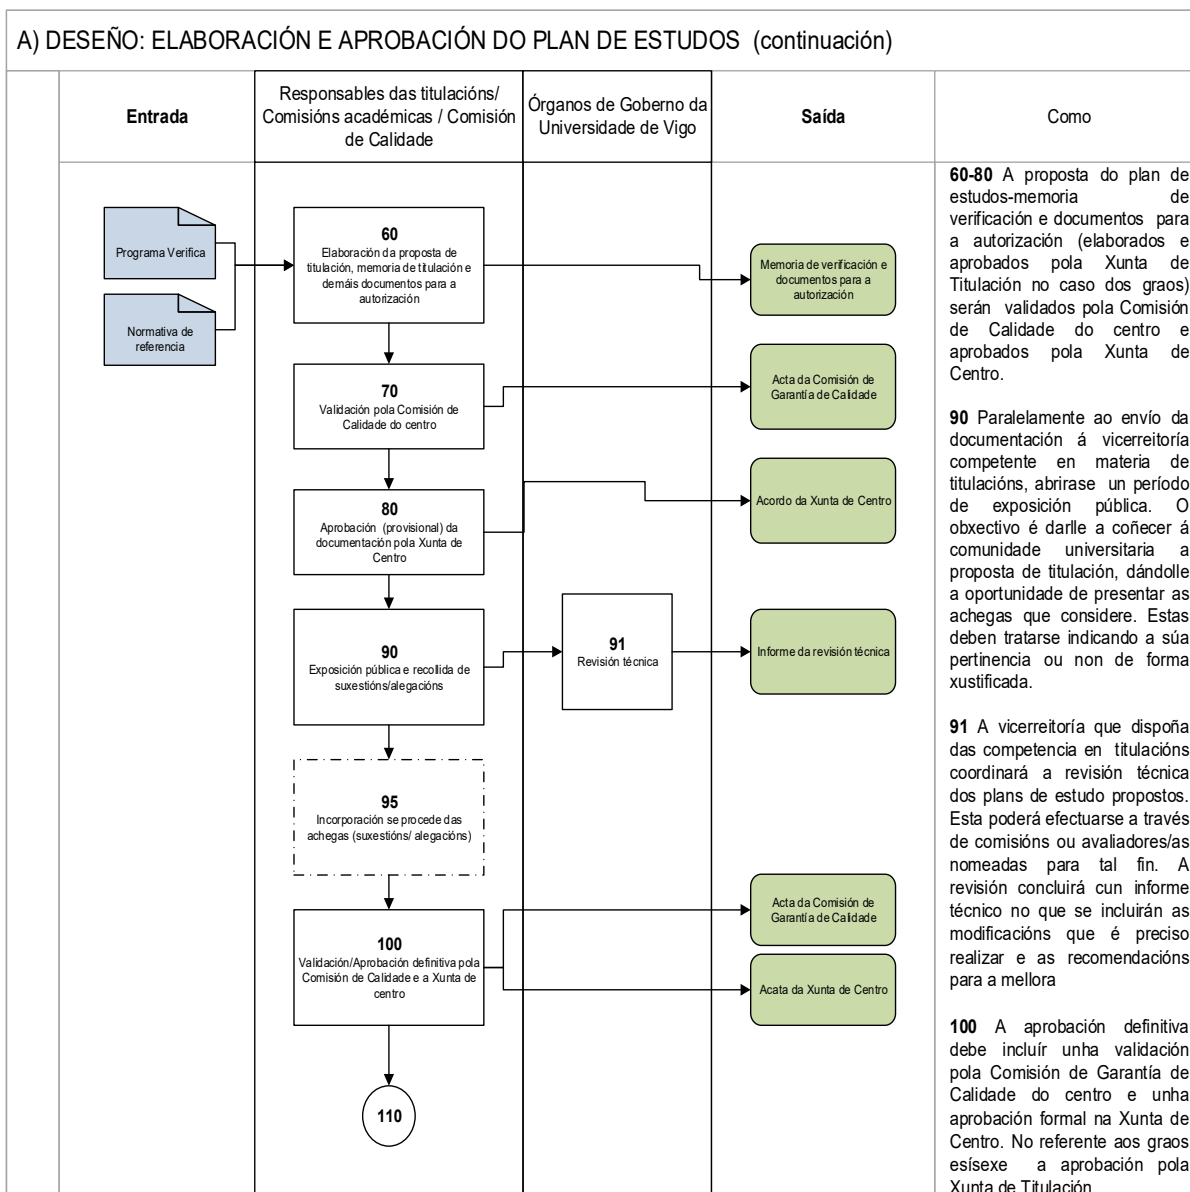 A) DESEÑO: ELABORACIÓN E APROBACIÓN DO PLAN DE ESTUDOS (continuación)
Entrada
Responsables das titulacións/
Comisións académicas / Comisión
de Calidade
Órganos de Goberno da
Universidade de Vigo
Saída
Como
Programa Verifica
Normativa de
referencia
60
Elaboración da proposta de
titulación, memoria de titulación e
demáis documentos para a
autorización
Memoria de verificación e
documentos para a
autorización
70
Validación pola Comisión de
Calidade do centro
Acta da Comisión de
Garantía de Calidade
80
Aprobación (provisional) da
documentación pola Xunta de
Centro
Acordo da Xunta de Centro
90
Exposición pública e recollida de
suxestións/alegacións
91
Revisión técnica
Informe da revisión técnica
95
Incorporación se procede das
achegas (suxestións/ alegacións)
100
Validación/Aprobación definitiva pola
Comisión de Calidade e a Xunta de
centro
Acta da Comisión de
Garantía de Calidade
Acata da Xunta de Centro
110
60-80 A proposta do plan de
estudos-memoria de
verificación e documentos para
a autorización (elaborados e
aprobados pola Xunta de
Titulación no caso dos graos)
serán validados pola Comisión
de Calidade do centro e
aprobados pola Xunta de
Centro.
90 Paralelamente ao envío da
documentación á vicerreitoría
competente en materia de
titulacións, abrirase un período
de exposición pública. O
obxectivo é darlle a coñecer á
comunidade universitaria a
proposta de titulación, dándolle
a oportunidade de presentar as
achegas que considere. Estas
deben tratarse indicando a súa
pertinencia ou non de forma
xustificada.
91 A vicerreitoría que dispoña
das competencia en titulacións
coordinará a revisión técnica
dos plans de estudo propostos.
Esta poderá efectuarse a través
de comisións ou avaliadores/as
nomeadas para tal fin. A
revisión concluirá cun informe
técnico no que se incluirán as
modificacións que é preciso
realizar e as recomendacións
para a mellora
100 A aprobación definitiva
debe incluír unha validación
pola Comisión de Garantía de
Calidade do centro e unha
aprobación formal na Xunta de
Centro. No referente aos graos
esísexe a aprobación pola
Xunta de Titulación